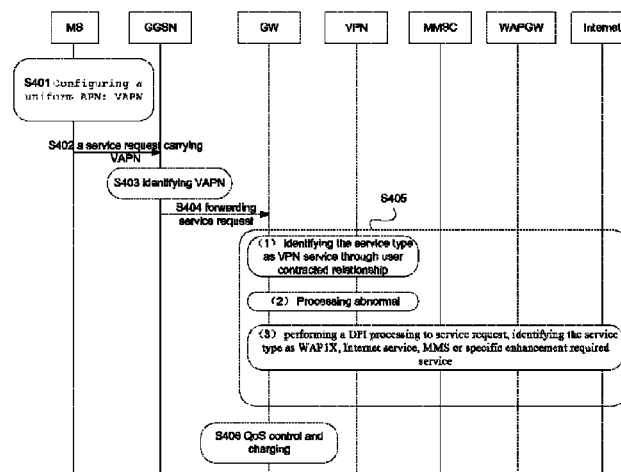 MS GGSN GW VPN MMSC WAPGW Internet
S401 Configuring a
uniform APN: VAPN
S402 a service request carrying
VAPN
S403 identifying VAPN
S404 forwarding
service request
S405
(1) Identifying the service type
as VPN service through user
contracted relationship
(2) Processing abnormal
(3) performing a DPI processing to service request, identifying the service
type as WAP1X, Internet service, MMS or specific enhancement required
service
S406 QoS control and
charging